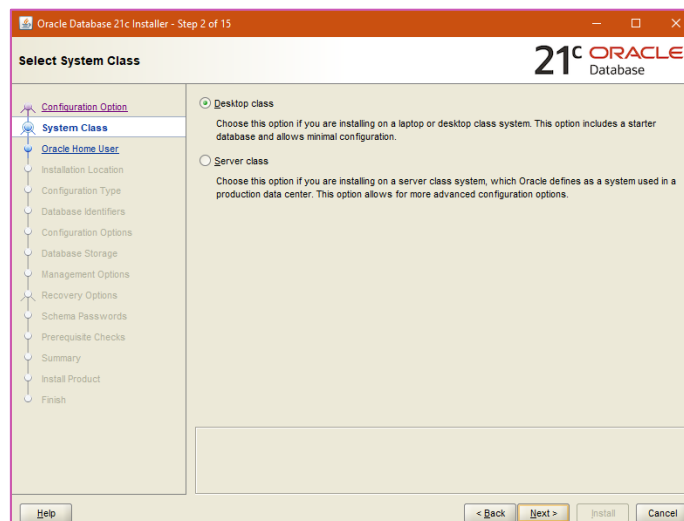 Oracle Database 21c Installer - Step 2 of 15
Select System Class
21c ORACLE
Database
Configuration Option
System Class
Oracle Home User
Installation Location
Configuration Type
Database Identifiers
Configuration Options
Database Storage
Management Options
Recovery Options
Schema Passwords
Prerequisite Checks
Summary
Install Product
Finish
Desktop class
Choose this option if you are installing on a laptop or desktop class system. This option includes a starter
database and allows minimal configuration.
Server class
Choose this option if you are installing on a server class system, which Oracle defines as a system used in a
production data center. This option allows for more advanced configuration options.
Help
< Back
Next >
Install
Cancel